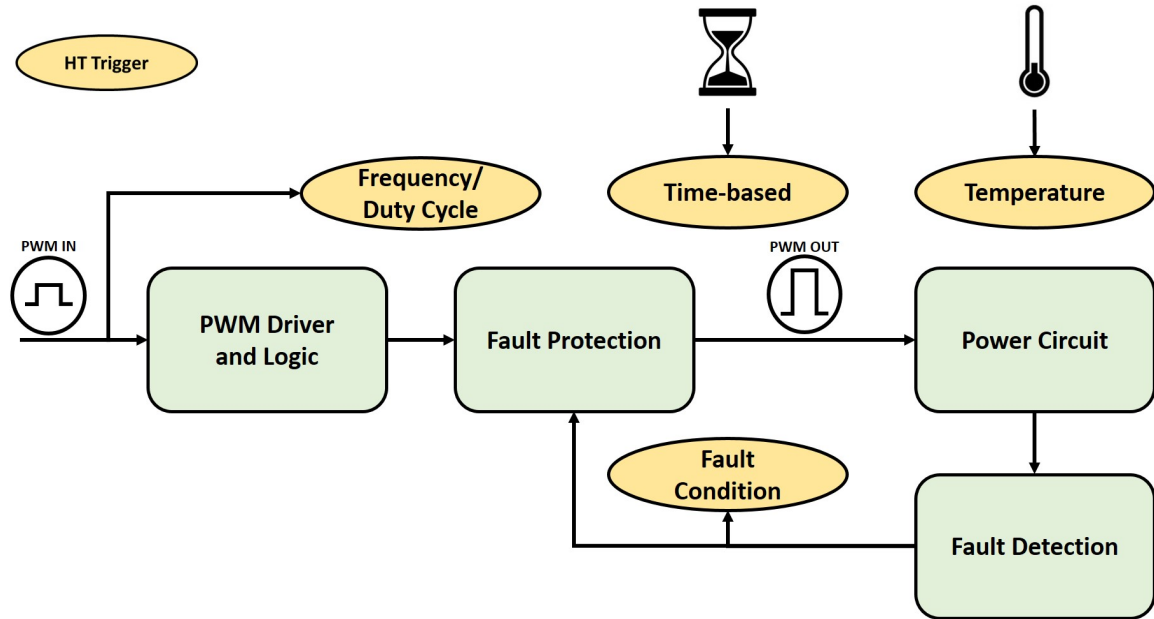 HT Trigger
Frequency/
Duty Cycle
Time-based
Temperature
PWM IN
PWM OUT
PWM Driver
and Logic
Fault Protection
Power Circuit
Fault
Condition
Fault Detection